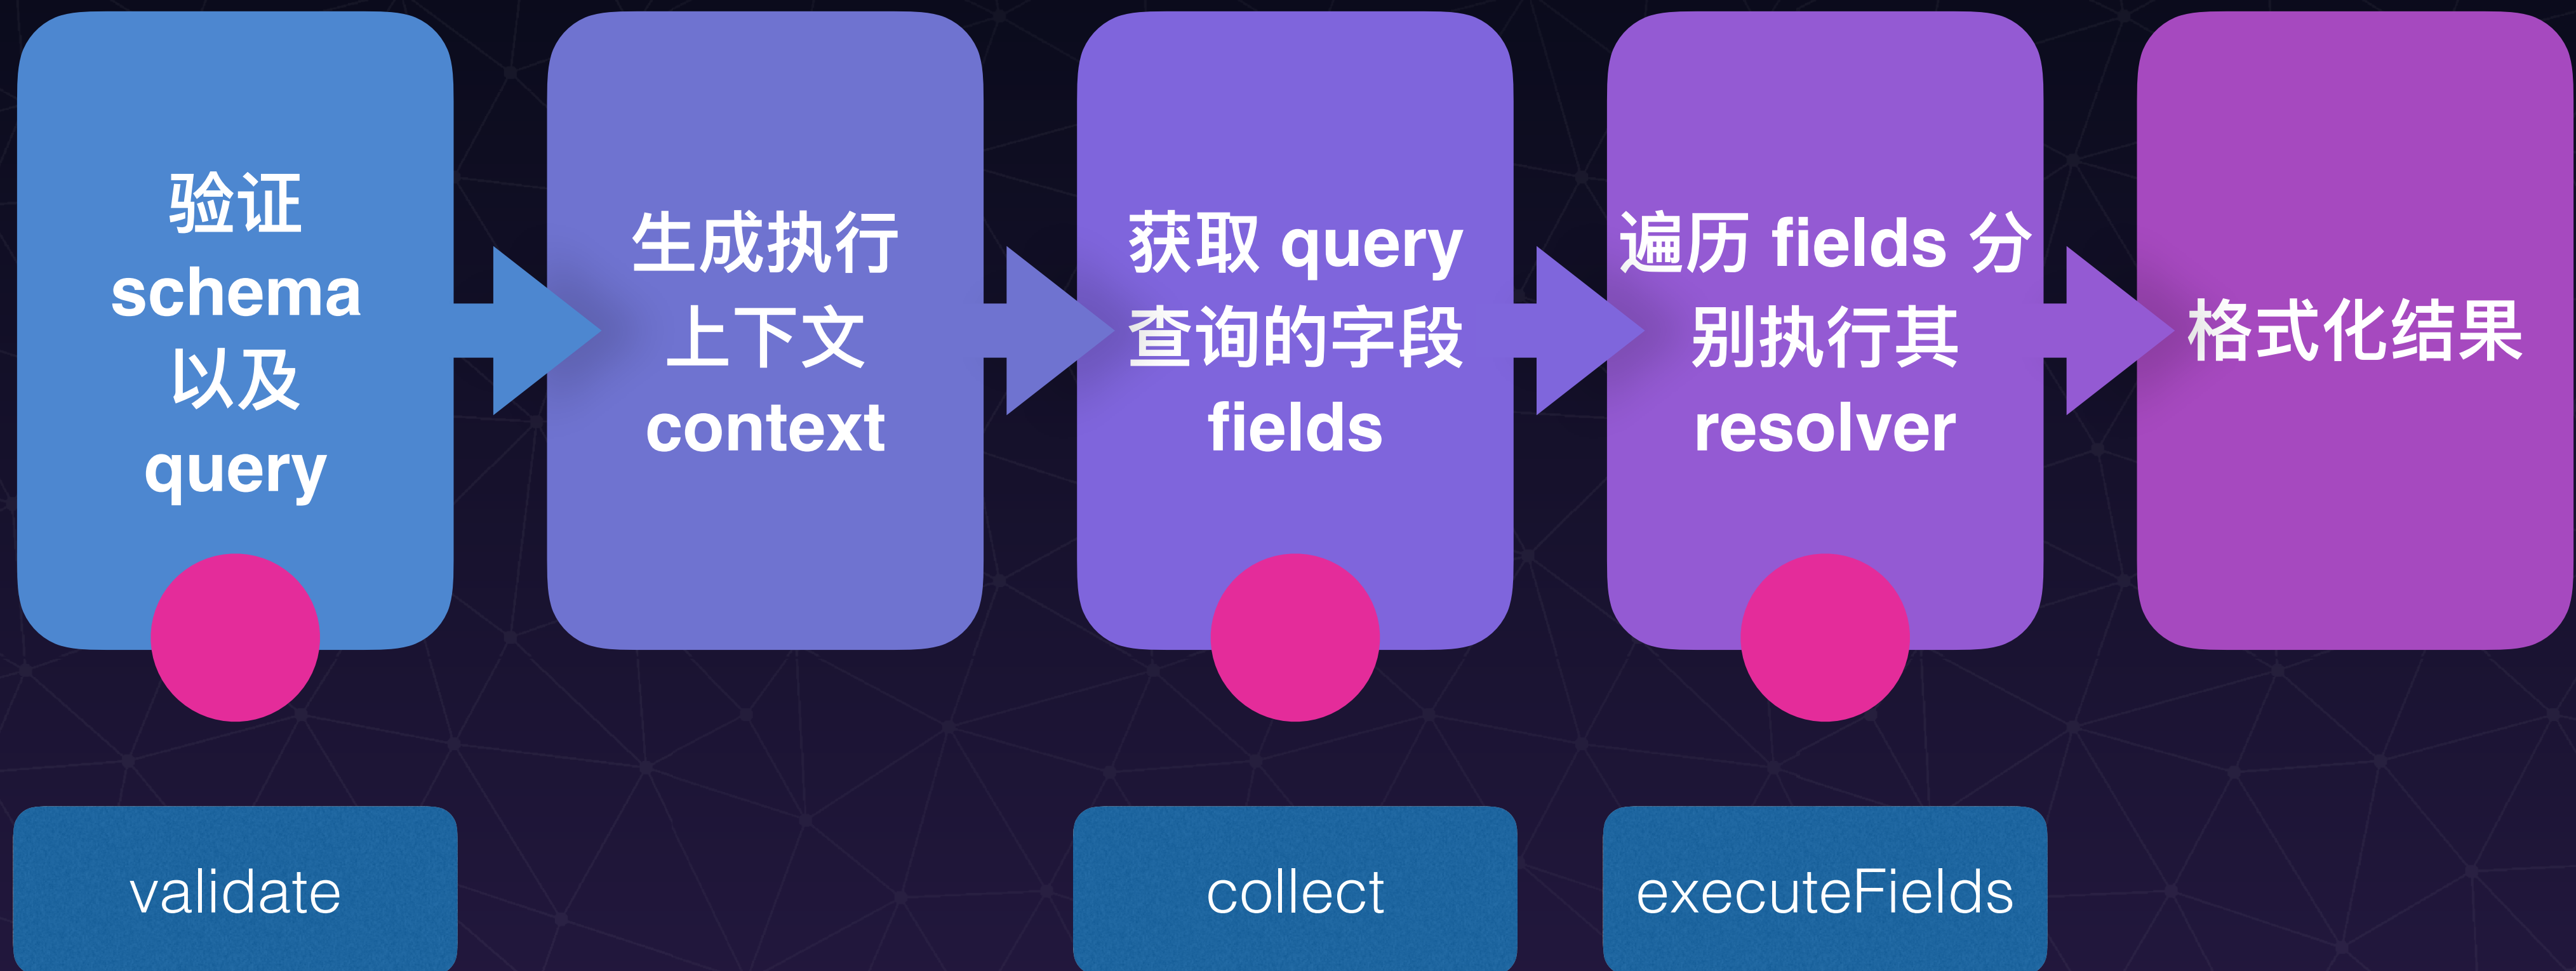 验证
schema
以及
query
生成执行
上下文
context
获取 query
查询的字段
fields
遍历 fields 分
别执行其
resolver
格式化结果
validate
collect
executeFields